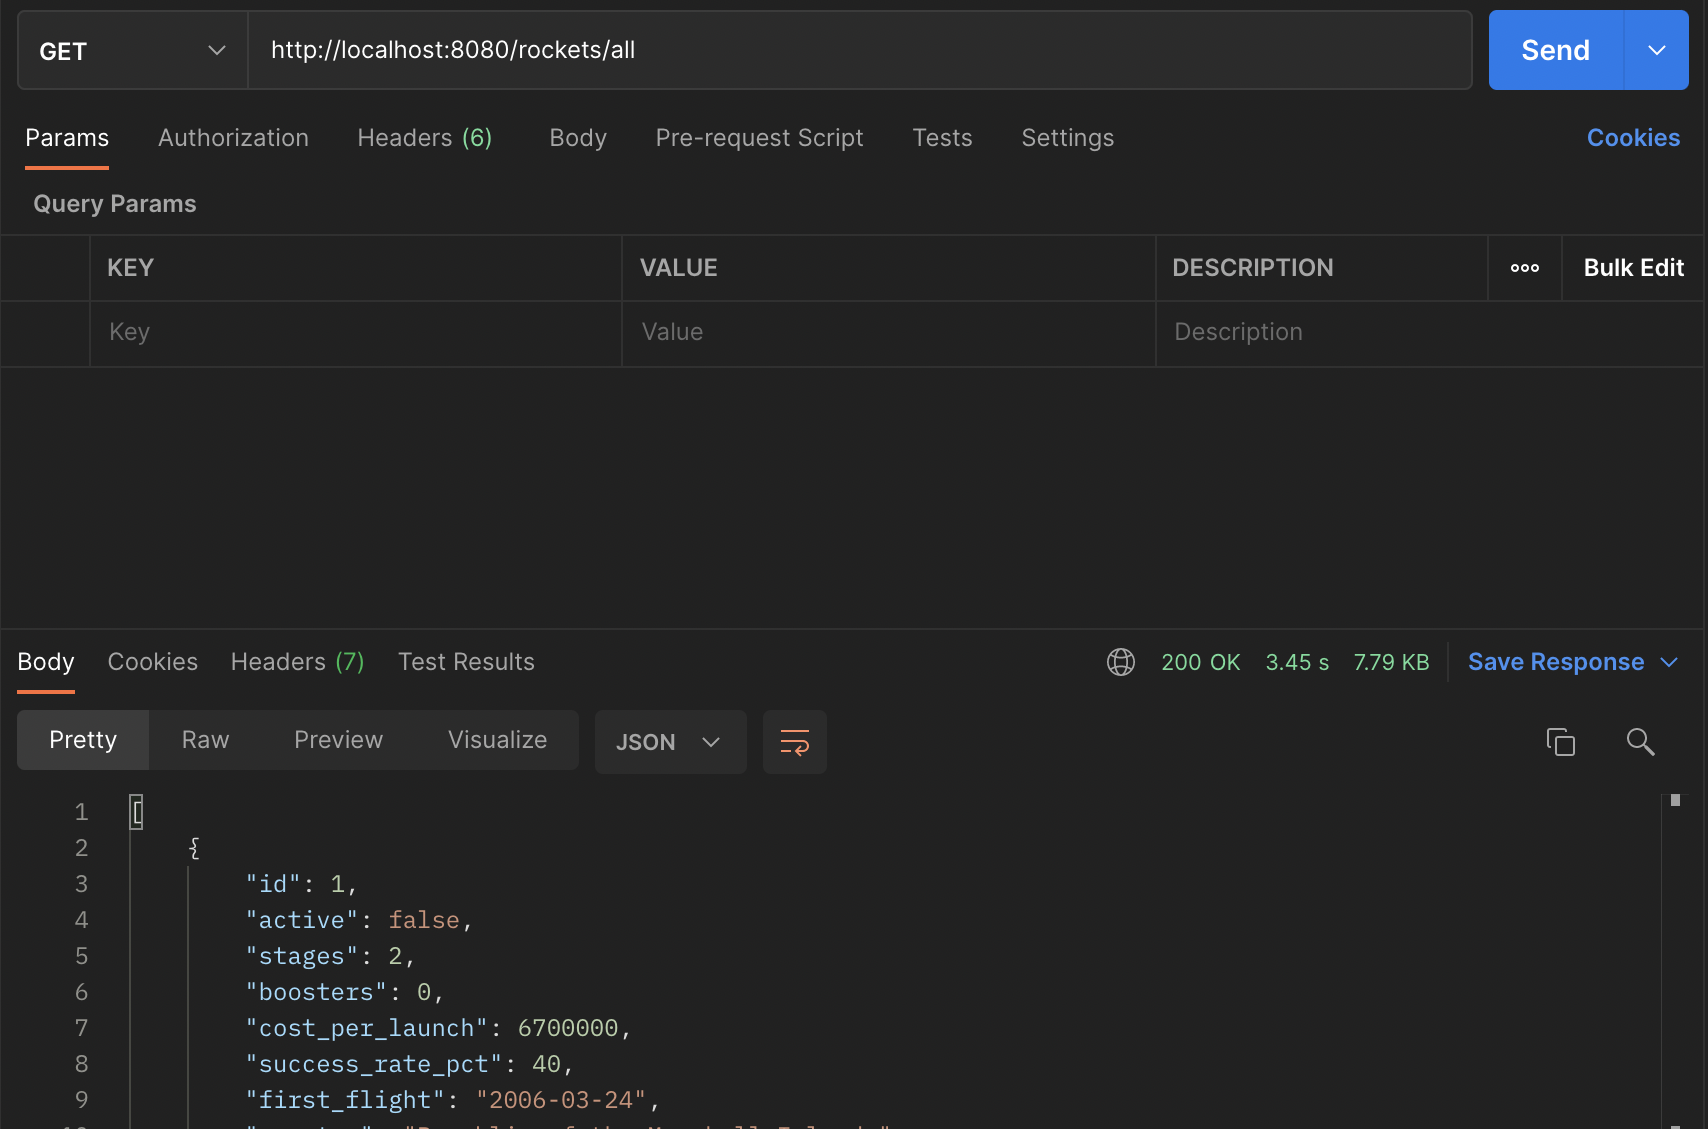 GET http://localhost:8080/rockets/all Send
Params Authorization Headers (6) Body Pre-request Script Tests Settings Cookies
Query Params
KEY VALUE DESCRIPTION ooo Bulk Edit
Key Value Description
Body Cookies Headers (7) Test Results 200 OK 3.45 s 7.79 KB Save Response
Pretty Raw Preview Visualize JSON
1 [
2 {
3 "id": 1,
4 "active": false,
5 "stages": 2,
6 "boosters": 0,
7 "cost_per_launch": 6700000,
8 "success_rate_pct": 40,
9 "first_flight": "2006-03-24",